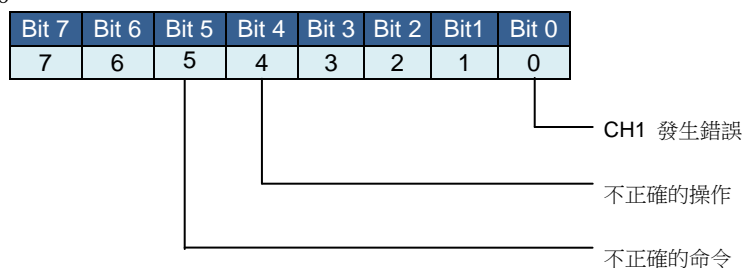 Bit 7 Bit 6 Bit 5 Bit 4 Bit 3 Bit 2 Bit1 Bit 0
7 6 5 4 3 2 1 0
CH1 發生錯誤
不正確的操作
不正確的命令